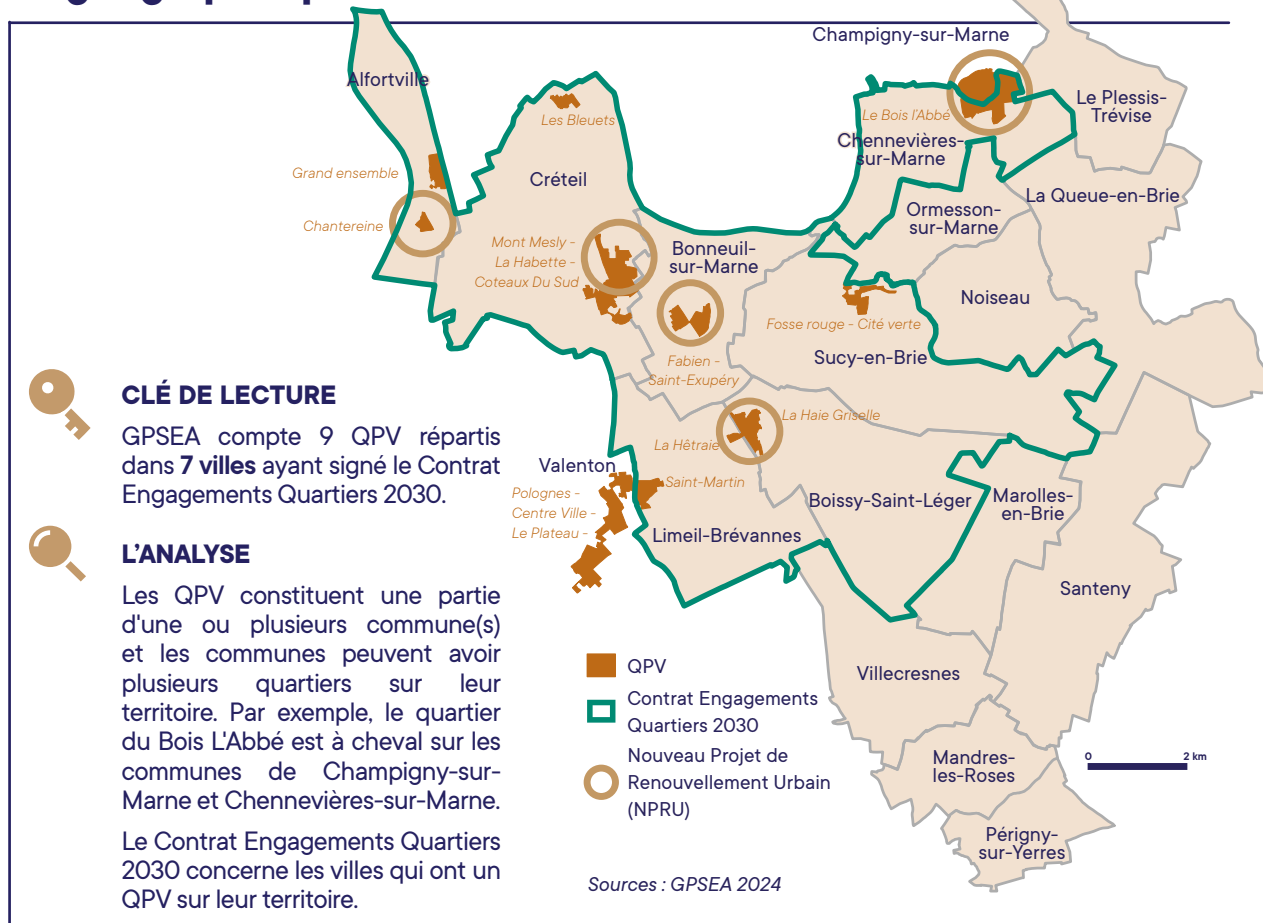 Champigny-sur-Marne
Alfortville
Le Plessis-
Trévise
Les Bleuets
Le Bois l'Abbé
Chennevières-
sur-Marne
Grand ensemble
Créteil
La Queue-en-Brie
Ormesson-
sur-Marne
Chantereine
Mont Mesly -
La Habette -
Coteaux Du Sud
Bonneuil-
sur-Marne
Noiseau
Fosse rouge - Cité verte
Sucy-en-Brie
Fabien -
Saint-Exupéry
CLÉ DE LECTURE
GPSEA compte 9 QPV répartis
dans 7 villes ayant signé le Contrat
Engagements Quartiers 2030.
La Haie Griselle
La Hêtraie
Valenton
Saint-Martin
Polognes -
Centre Ville -
Le Plateau -
Boissy-Saint-Léger
Marolles-
en-Brie
Limeil-Brévannes
Santeny
L'ANALYSE
Les QPV constituent une partie
d'une ou plusieurs commune(s)
et les communes peuvent avoir
plusieurs quartiers sur leur
territoire. Par exemple, le quartier
du Bois L'Abbé est à cheval sur les
communes de Champigny-sur-
Marne et Chennevières-sur-Marne.
Le Contrat Engagements Quartiers
2030 concerne les villes qui ont un
QPV sur leur territoire.
QPV
Contrat Engagements
Quartiers 2030
Nouveau Projet de
Renouvellement Urbain
(NPRU)
Villecresnes
Mandres-
les-Roses
0 2 km
Périgny-
sur-Yerres
Sources : GPSEA 2024